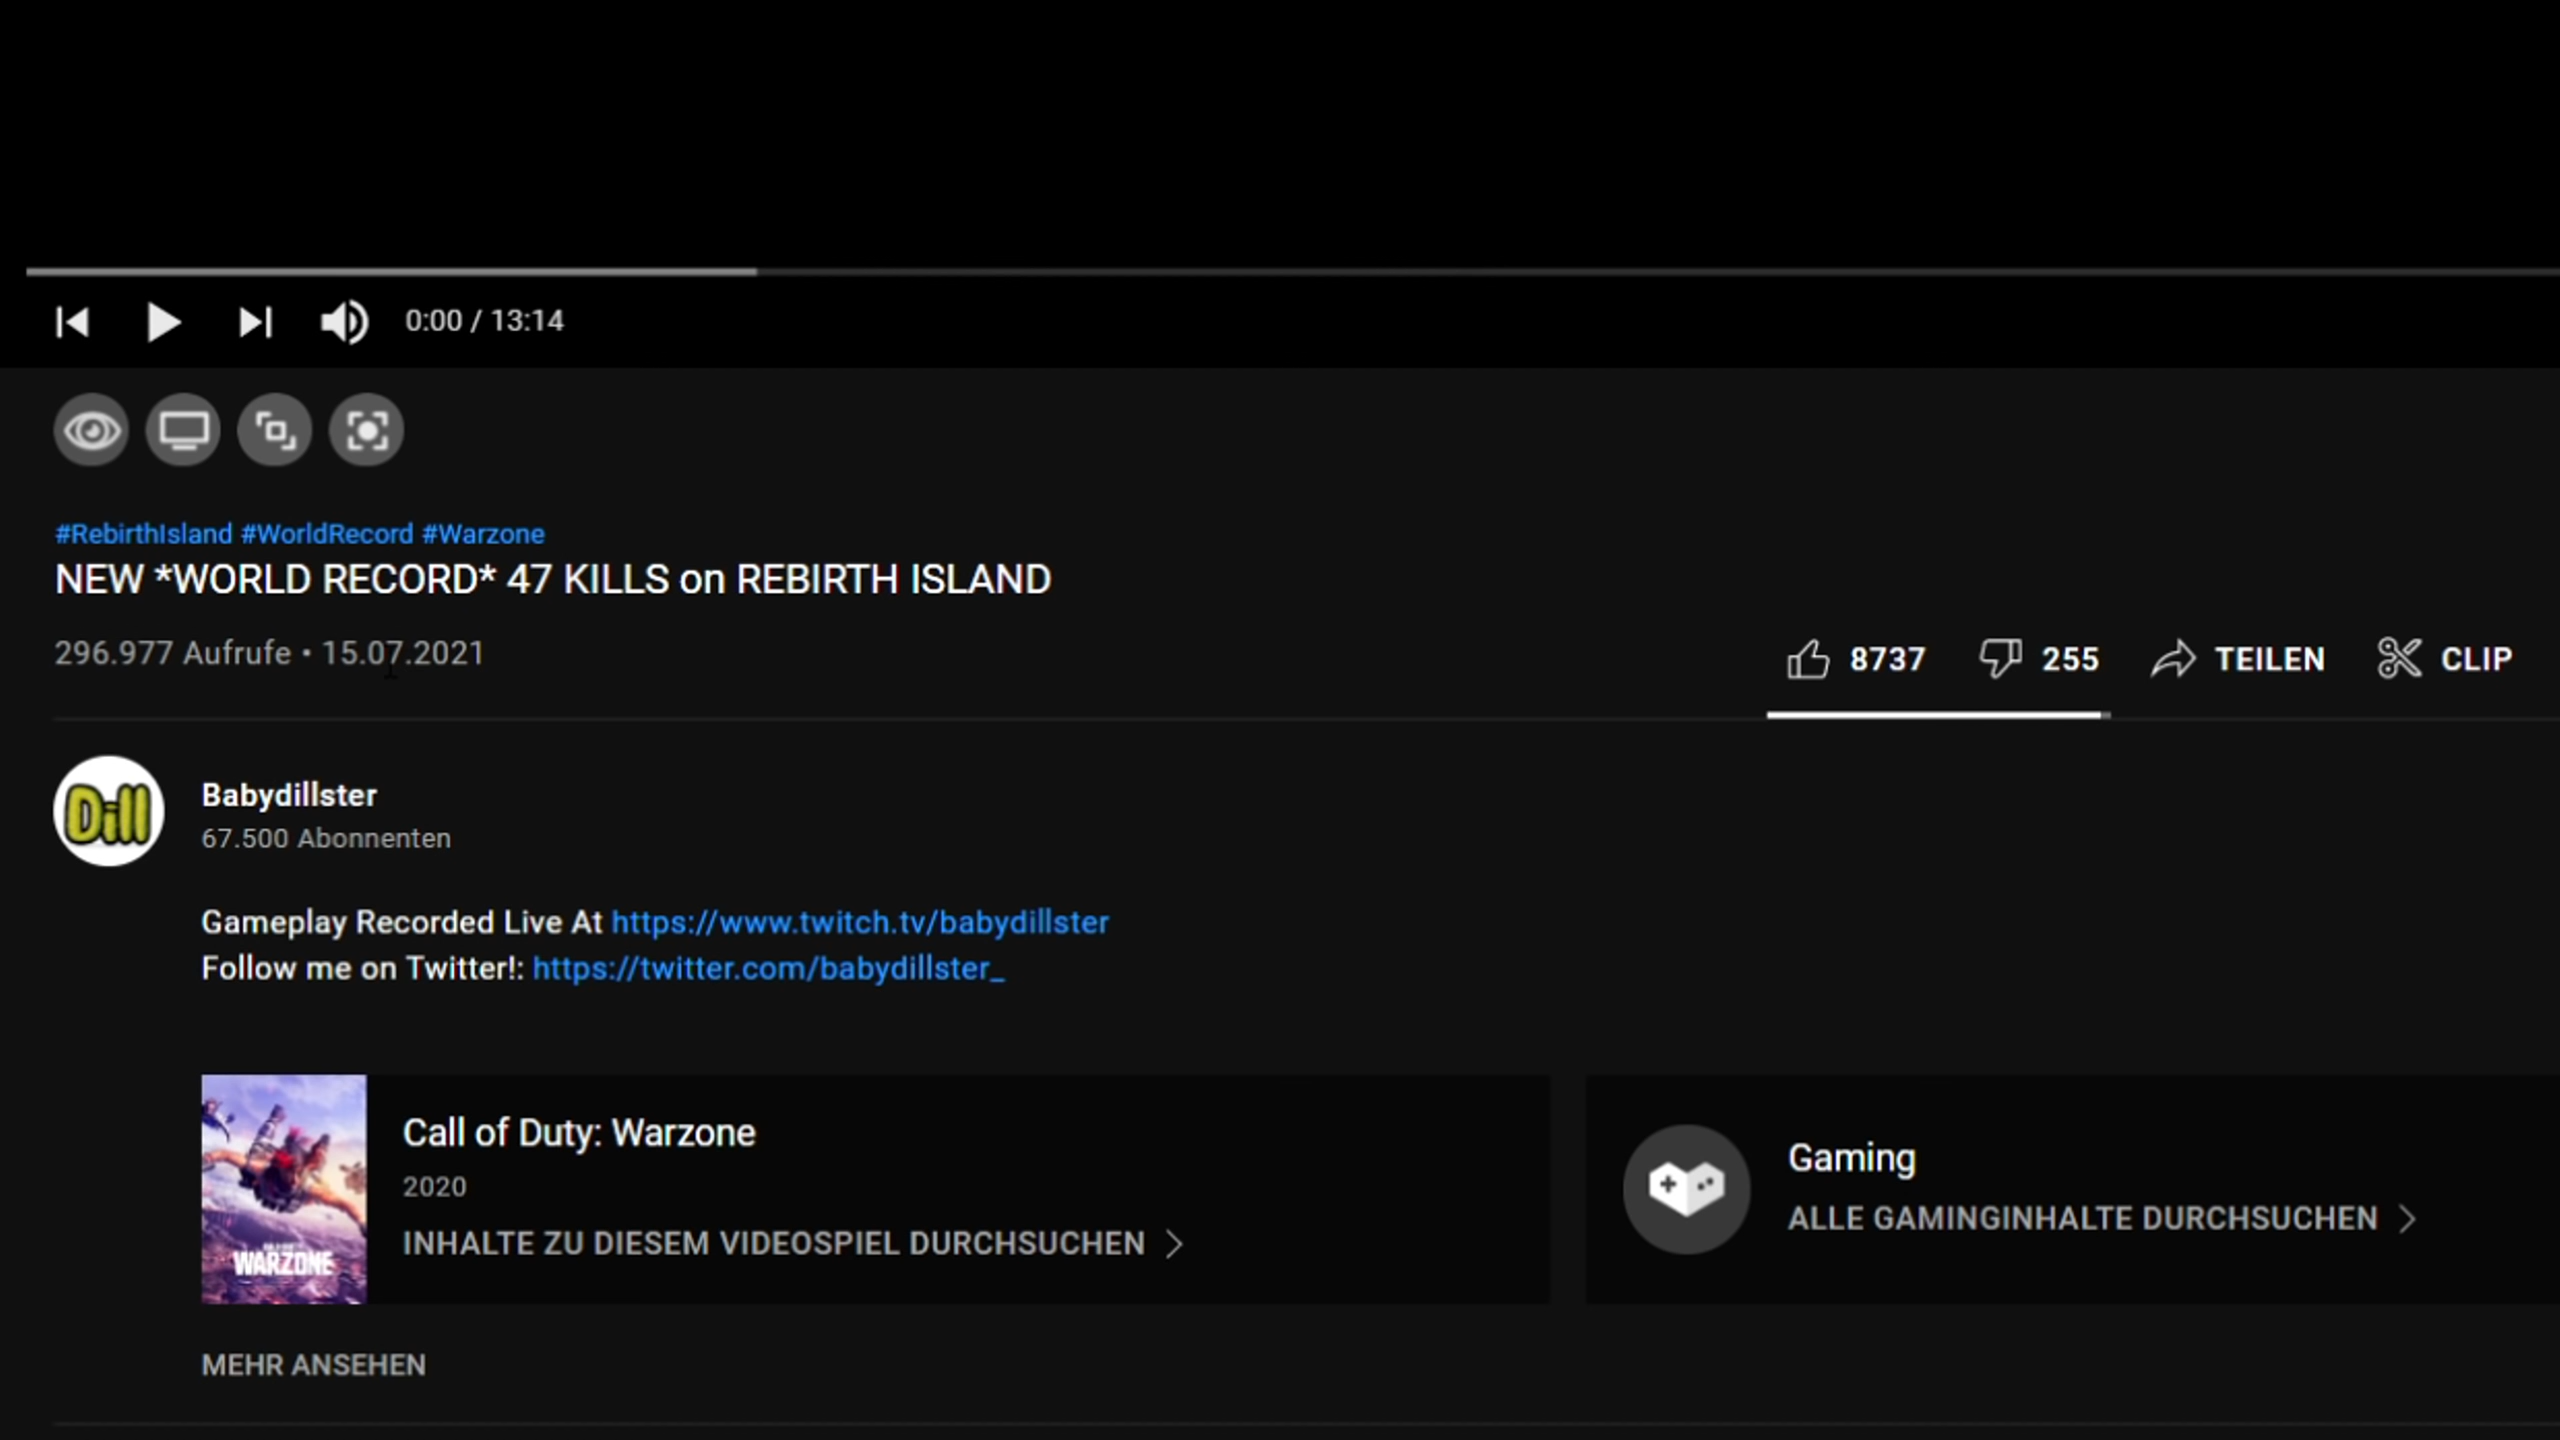 0:00 / 13:14
#RebirthIsland #WorldRecord #Warzone
NEW *WORLD RECORD* 47 KILLS on REBIRTH ISLAND
296.977 Aufrufe • 15.07.2021
8737 255 TEILEN CLIP
Dill
Babydillster
67.500 Abonnenten
Gameplay Recorded Live At https://www.twitch.tv/babydillster
Follow me on Twitter!: https://twitter.com/babydillster_
WARZONE
Call of Duty: Warzone
2020
INHALTE ZU DIESEM VIDEOSPIEL DURCHSUCHEN
Gaming
ALLE GAMINGINHALTE DURCHSUCHEN
MEHR ANSEHEN